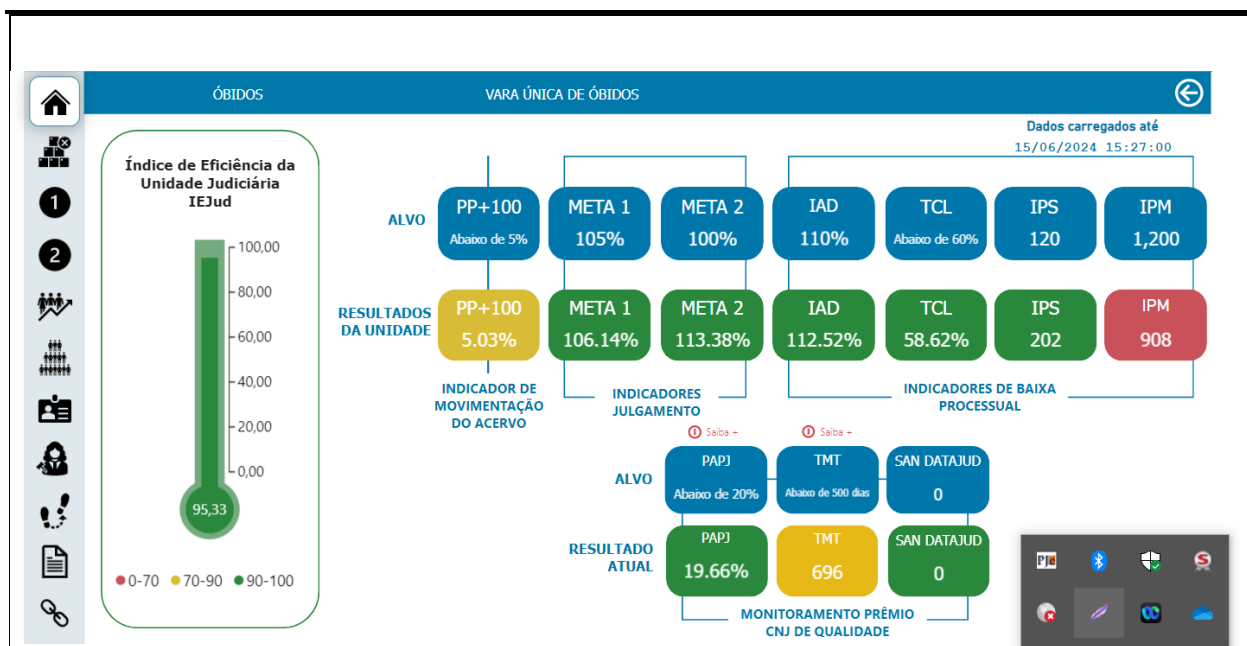 ÓBIDOS
VARA ÚNICA DE ÓBIDOS
Dados carregados até
15/06/2024 15:27:00
Índice de Eficiência da
Unidade Judiciária
IEJud
100,00
80,00
60,00
40,00
20,00
0,00
95,33
0-70 70-90 90-100
1
2
ALVO
PP+100
Abaixo de 5%
META 1
105%
META 2
100%
IAD
110%
TCL
Abaixo de 60%
IPS
120
IPM
1,200
RESULTADOS
DA UNIDADE
PP+100
5.03%
META 1
106.14%
META 2
113.38%
IAD
112.52%
TCL
58.62%
IPS
202
IPM
908
INDICADOR DE
MOVIMENTAÇÃO
DO ACERVO
INDICADORES
JULGAMENTO
INDICADORES DE BAIXA
PROCESSUAL
Saiba +
Saiba +
ALVO
PAPJ
Abaixo de 20%
TMT
Abaixo de 500 dias
SAN DATAJUD
0
RESULTADO
ATUAL
PAPJ
19.66%
TMT
696
SAN DATAJUD
0
MONITORAMENTO PRÊMIO
CNJ DE QUALIDADE
PJe